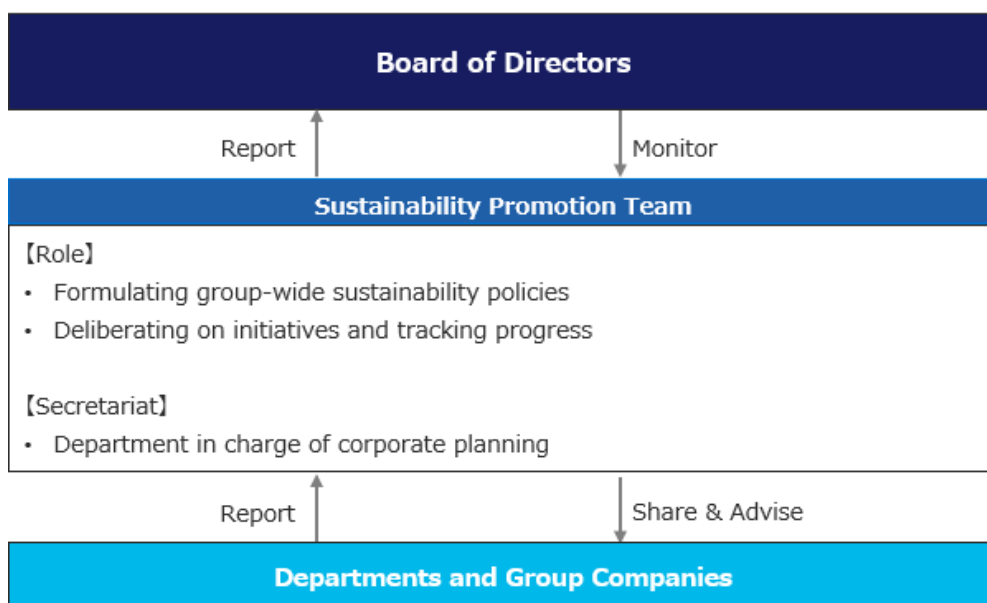 Board of Directors
Report
Monitor
Sustainability Promotion Team
【Role】
・ Formulating group-wide sustainability policies
・ Deliberating on initiatives and tracking progress
【Secretariat】
・ Department in charge of corporate planning
Report
Share & Advise
Departments and Group Companies